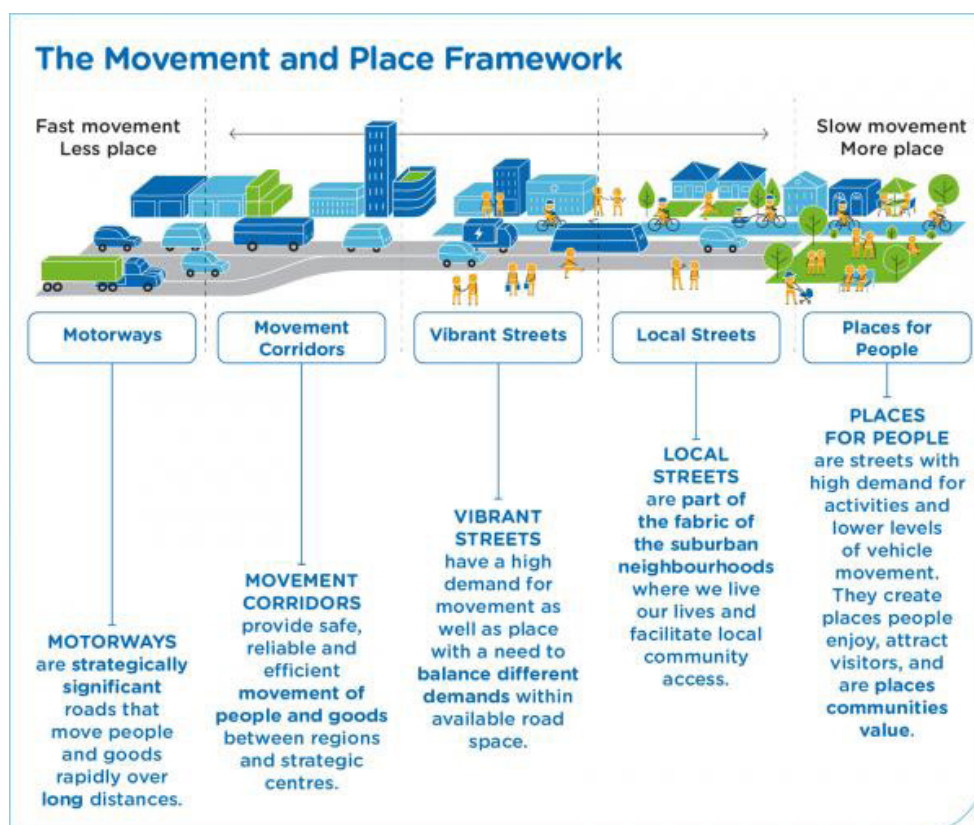 The Movement and Place Framework
Fast movement
Less place
Slow movement
More place
Motorways
Movement
Corridors
Vibrant Streets
Local Streets
Places for
People
MOTORWAYS
are strategically
significant
roads that
move people
and goods
rapidly over
long distances.
MOVEMENT
CORRIDORS
provide safe,
reliable and
efficient
movement of
people and goods
between regions
and strategic
centres.
VIBRANT
STREETS
have a high
demand for
movement as
well as place
with a need to
balance different
demands within
available road
space.
LOCAL
STREETS
are part of
the fabric of
the suburban
neighbourhoods
where we live
our lives and
facilitate local
community
access.
PLACES
FOR PEOPLE
are streets with
high demand for
activities and
lower levels
of vehicle
movement.
They create
places people
enjoy, attract
visitors, and
are places
communities
value.